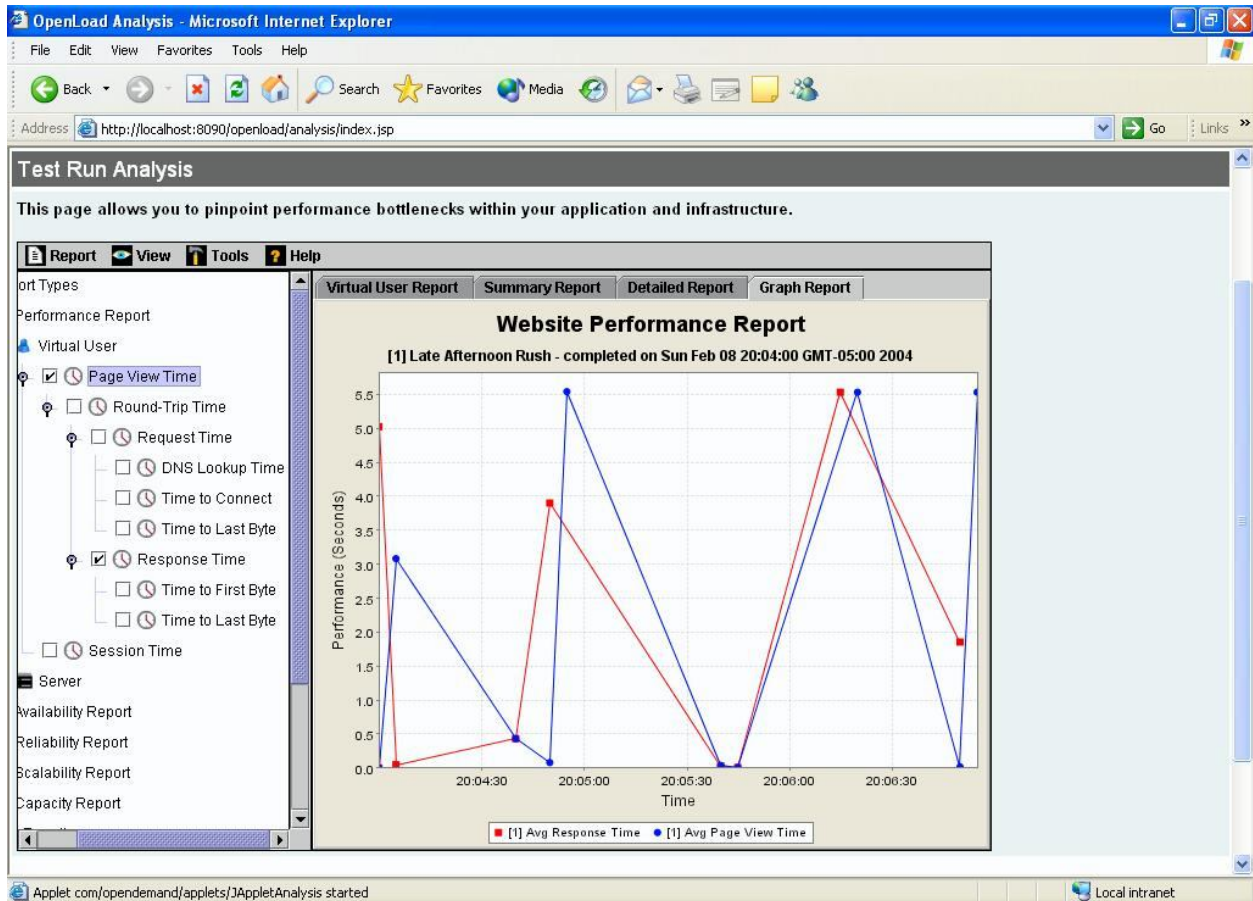 OpenLoad Analysis - Microsoft Internet Explorer
File Edit View Favorites Tools Help
Back Search Favorites Media
Address http://localhost:8090/openload/analysis/index.jsp Go Links »
Test Run Analysis
This page allows you to pinpoint performance bottlenecks within your application and infrastructure.
Report View Tools ? Help
ort Types
Performance Report
Virtual User
Page View Time
Round-Trip Time
Request Time
DNS Lookup Time
Time to Connect
Time to Last Byte
Response Time
Time to First Byte
Time to Last Byte
Session Time
Server
Availability Report
Reliability Report
Scalability Report
Capacity Report
Virtual User Report Summary Report Detailed Report Graph Report
Website Performance Report
[1] Late Afternoon Rush - completed on Sun Feb 08 20:04:00 GMT-05:00 2004
Performance (Seconds)
5.5
5.0
4.5
4.0
3.5
3.0
2.5
2.0
1.5
1.0
0.5
0.0
20:04:30 20:05:00 20:05:30 20:06:00 20:06:30
Time
[1] Avg Response Time [1] Avg Page View Time
Applet com/opendemand/applets/JAppletAnalysis started Local intranet